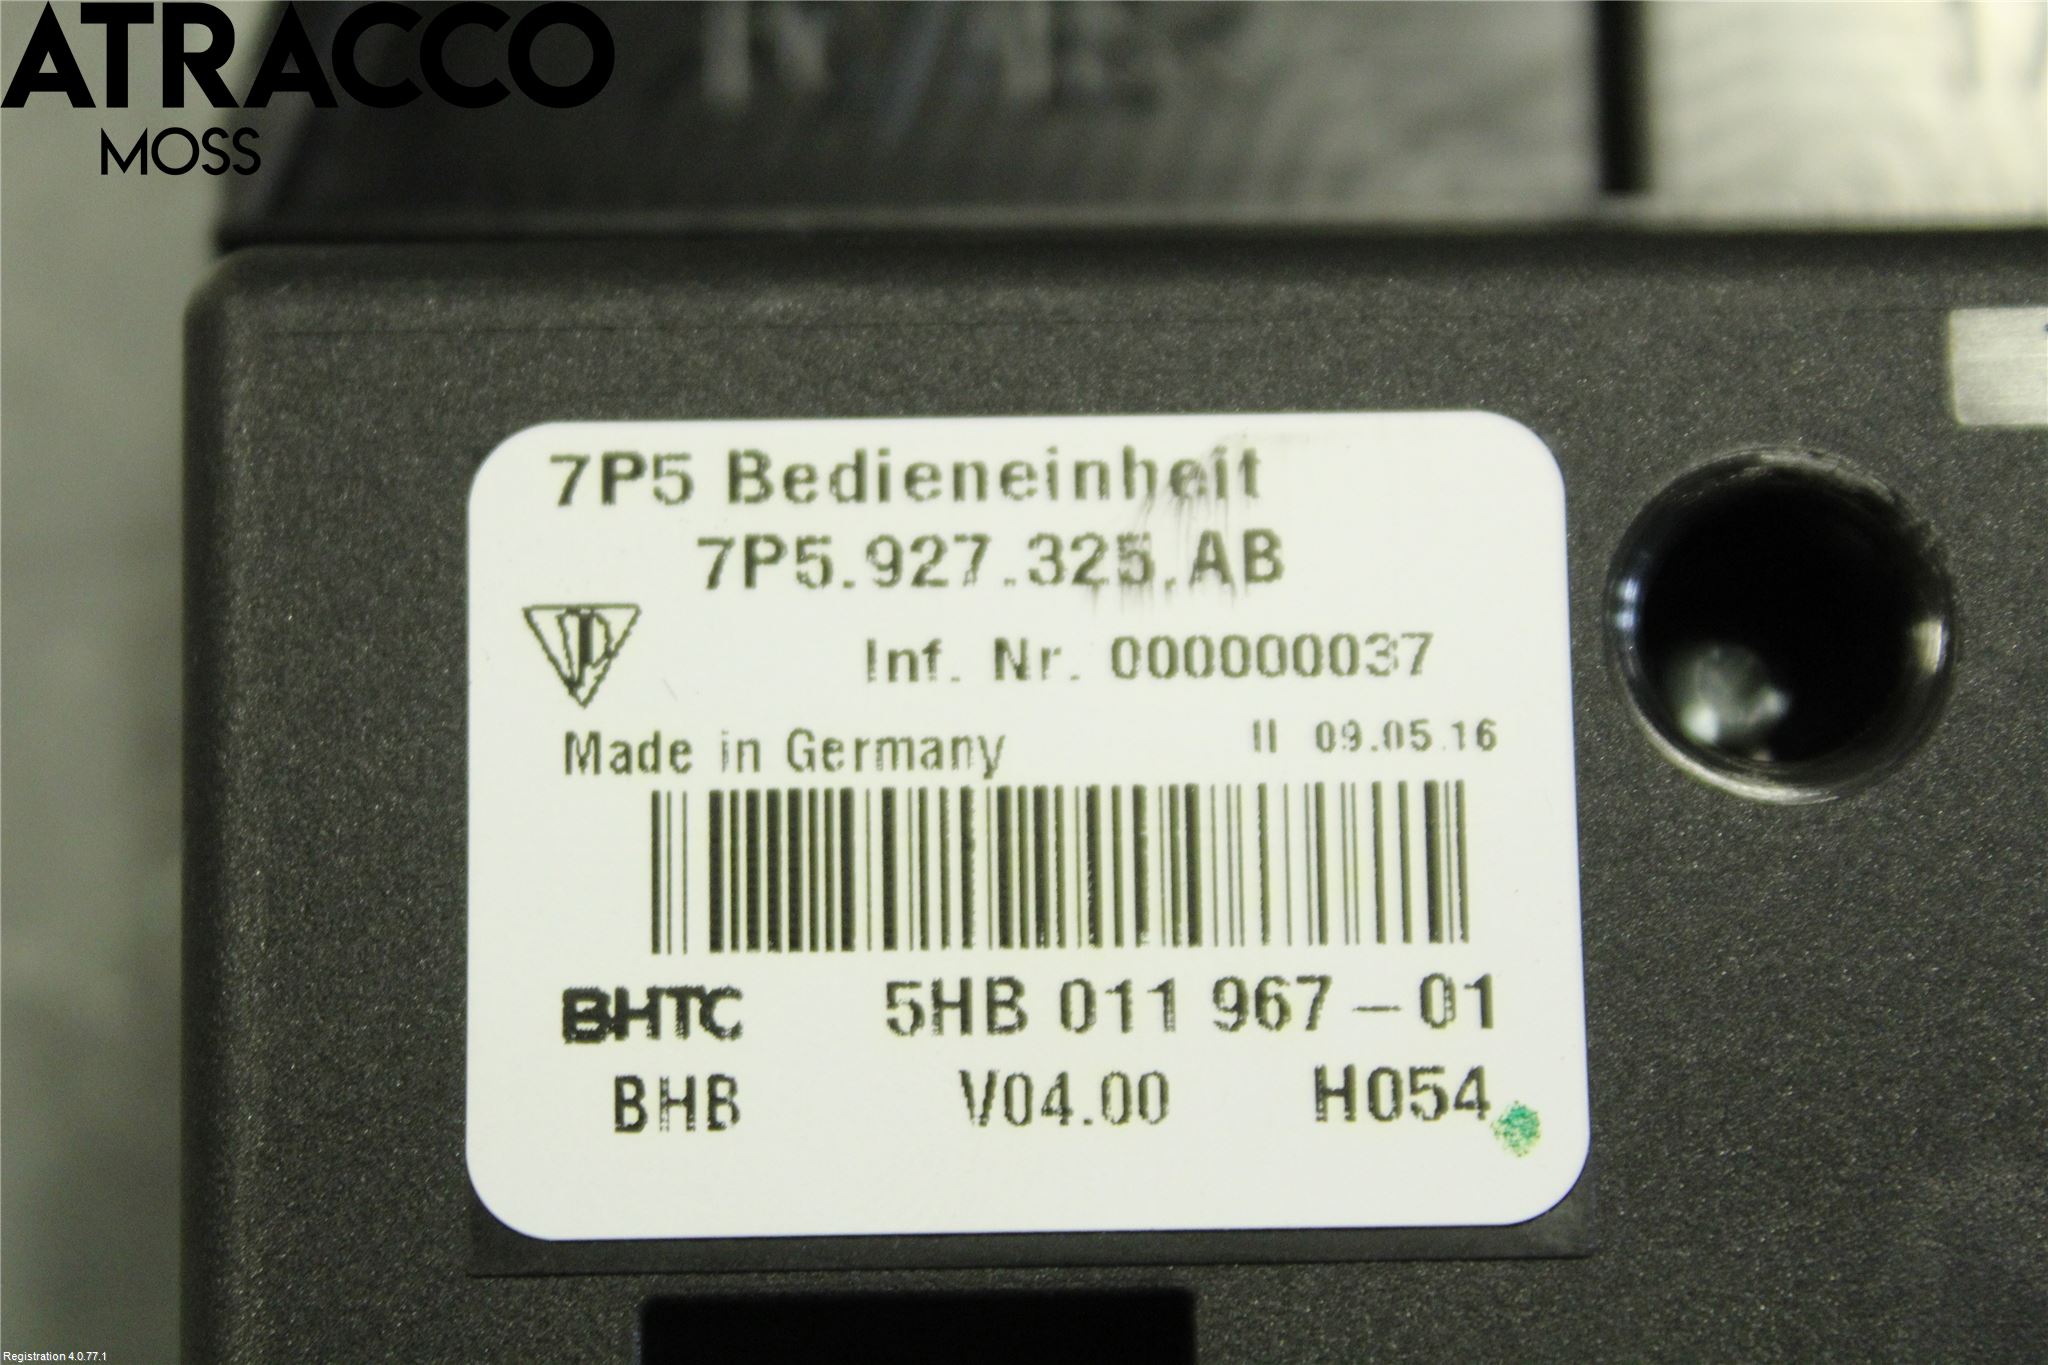 ATRACCO
MOSS
7P5 Bedieneinheit
7P5.927.325.AB
Inf. Nr. 000000037
Made in Germany
II 09.05.16
BHTC 5HB 011 967-01
BHB V04.00 H054
Registration 4.0.77.1